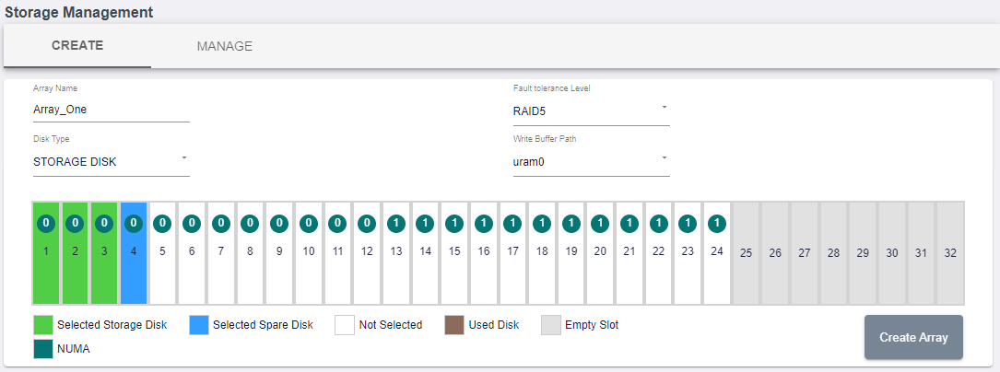 Storage Management
CREATE MANAGE
Array Name Fault tolerance Level
Array_One RAID5
Disk Type Write Buffer Path
STORAGE DISK uram0
0 0 0 0 0 0 0 0 0 0 0 0 1 1 1 1 1 1 1 1 1 1 1 1
1 2 3 4 5 6 7 8 9 10 11 12 13 14 15 16 17 18 19 20 21 22 23 24 25 26 27 28 29 30 31 32
Selected Storage Disk Selected Spare Disk Not Selected Used Disk Empty Slot
NUMA
Create Array